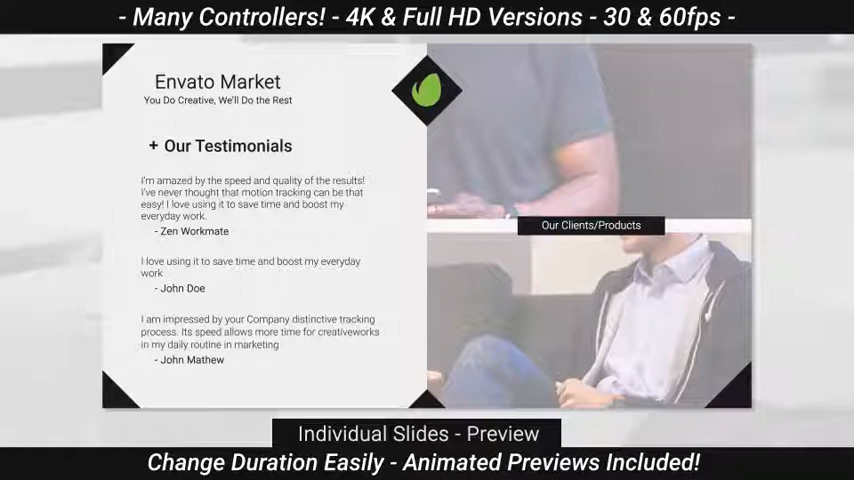 - Many Controllers! - 4K & Full HD Versions - 30 & 60fps -
Envato Market
You Do Creative, We'll Do the Rest
+ Our Testimonials
I'm amazed by the speed and quality of the results!
I've never thought that motion tracking can be that
easy! I love using it to save time and boost my
everyday work.
- Zen Workmate
I love using it to save time and boost my everyday
work
- John Doe
I am impressed by your Company distinctive tracking
process. Its speed allows more time for creativeworks
in my daily routine in marketing
- John Mathew
Our Clients/Products
Individual Slides - Preview
Change Duration Easily - Animated Previews Included!